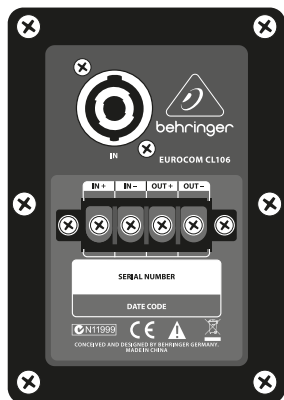 behringer
IN
EUROCOM CL106
IN + IN – OUT + OUT –
SERIAL NUMBER
DATE CODE
N11999 CE
CONCEIVED AND DESIGNED BY BEHRINGER GERMANY.
MADE IN CHINA